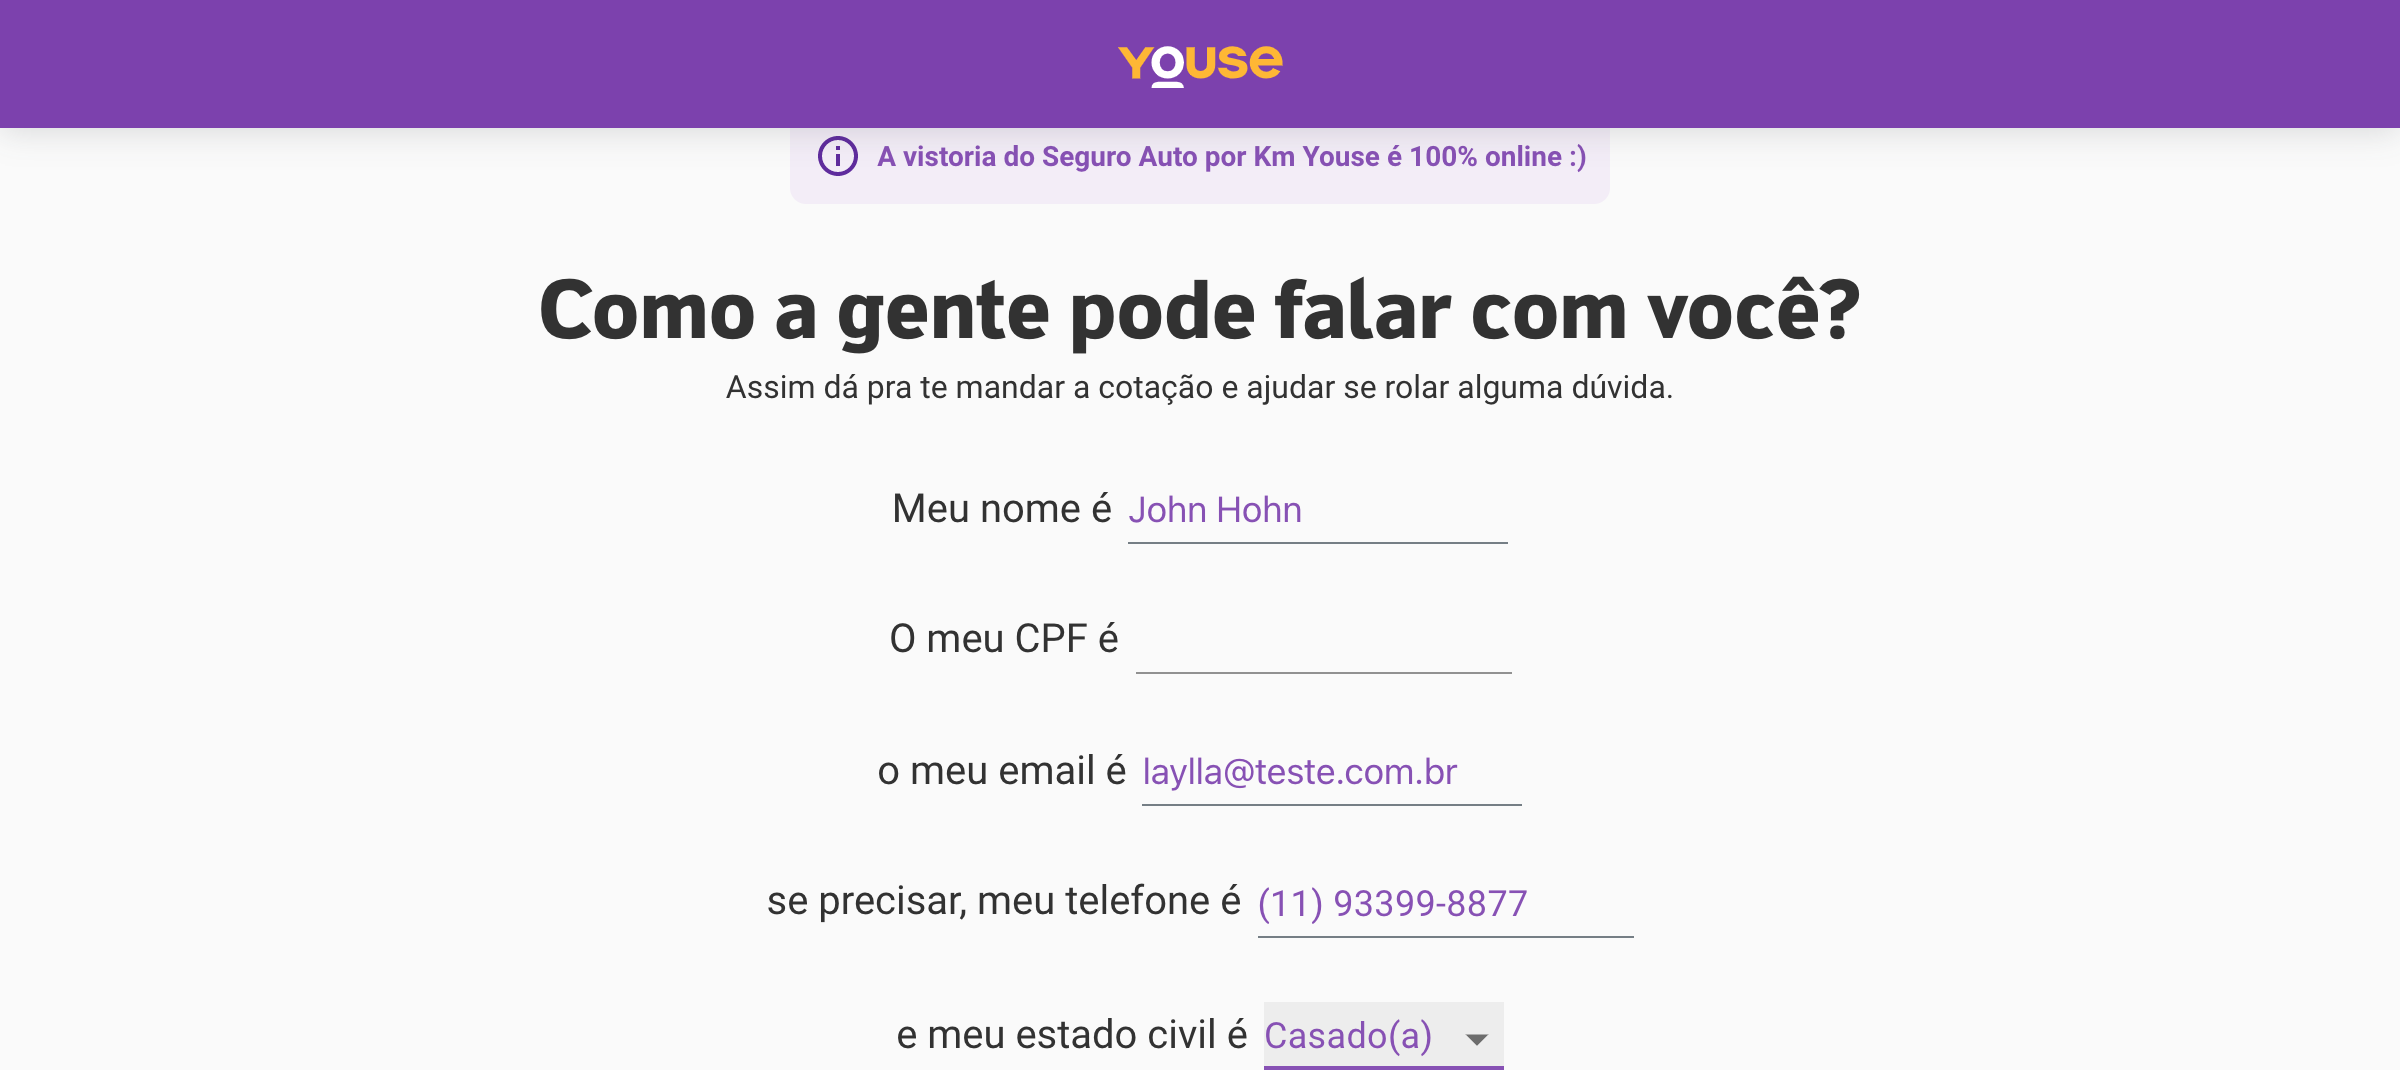 Youse
A vistoria do Seguro Auto por Km Youse é 100% online :)
Como a gente pode falar com você?
Assim dá pra te mandar a cotação e ajudar se rolar alguma dúvida.
Meu nome é John Hohn
O meu CPF é
o meu email é laylla@teste.com.br
se precisar, meu telefone é (11) 93399-8877
e meu estado civil é Casado(a)